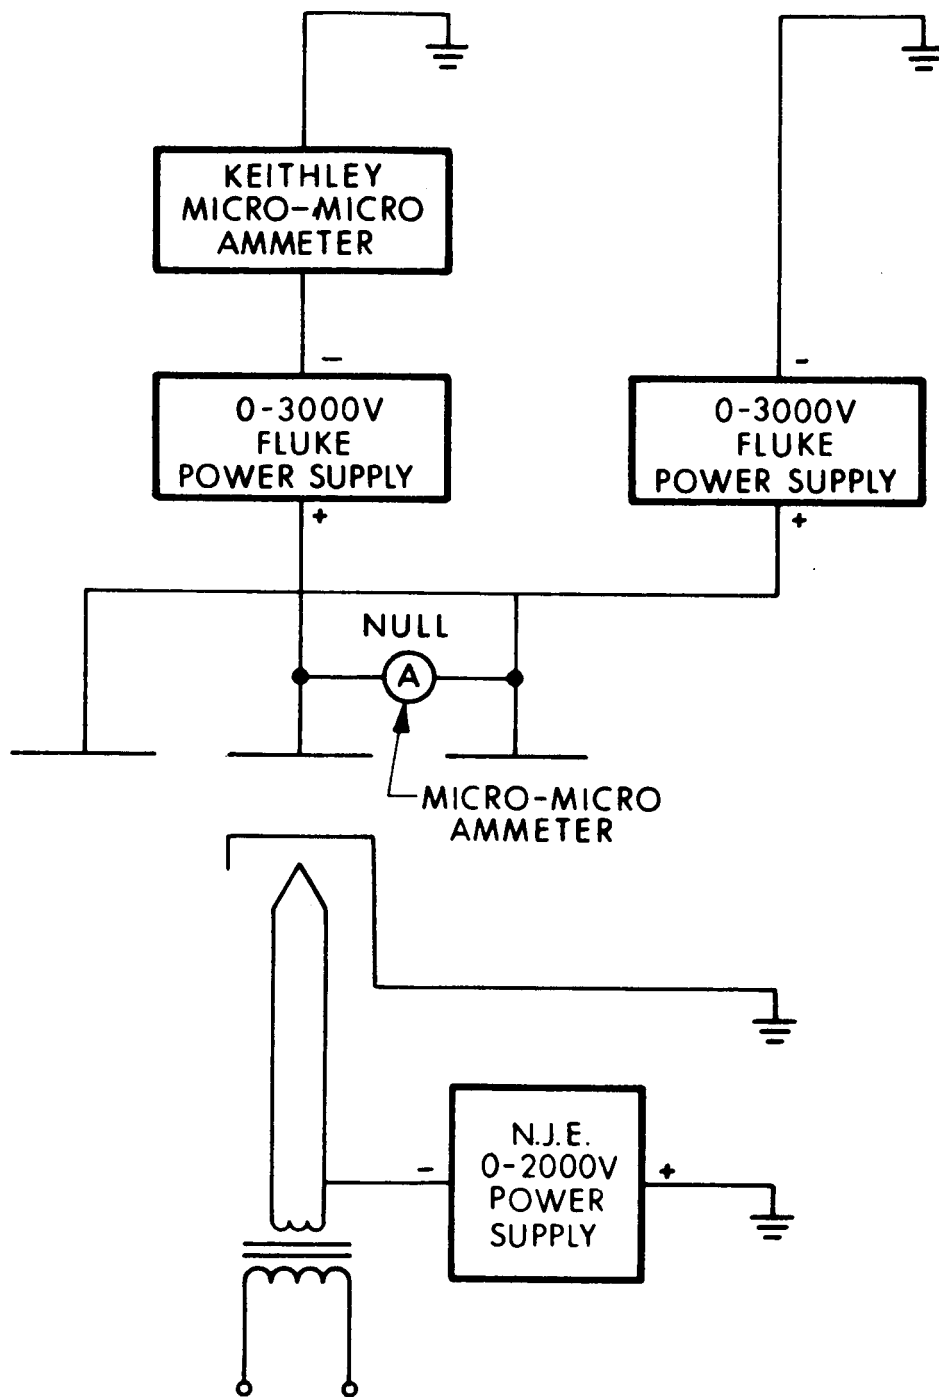 KEITHLEY
MICRO-MICRO
AMMETER
−
-
0-3000V
FLUKE
POWER SUPPLY
0-3000V
FLUKE
POWER SUPPLY
+
+
NULL
A
MICRO-MICRO
AMMETER
N.J.E.
0-2000V
POWER
SUPPLY
-
+